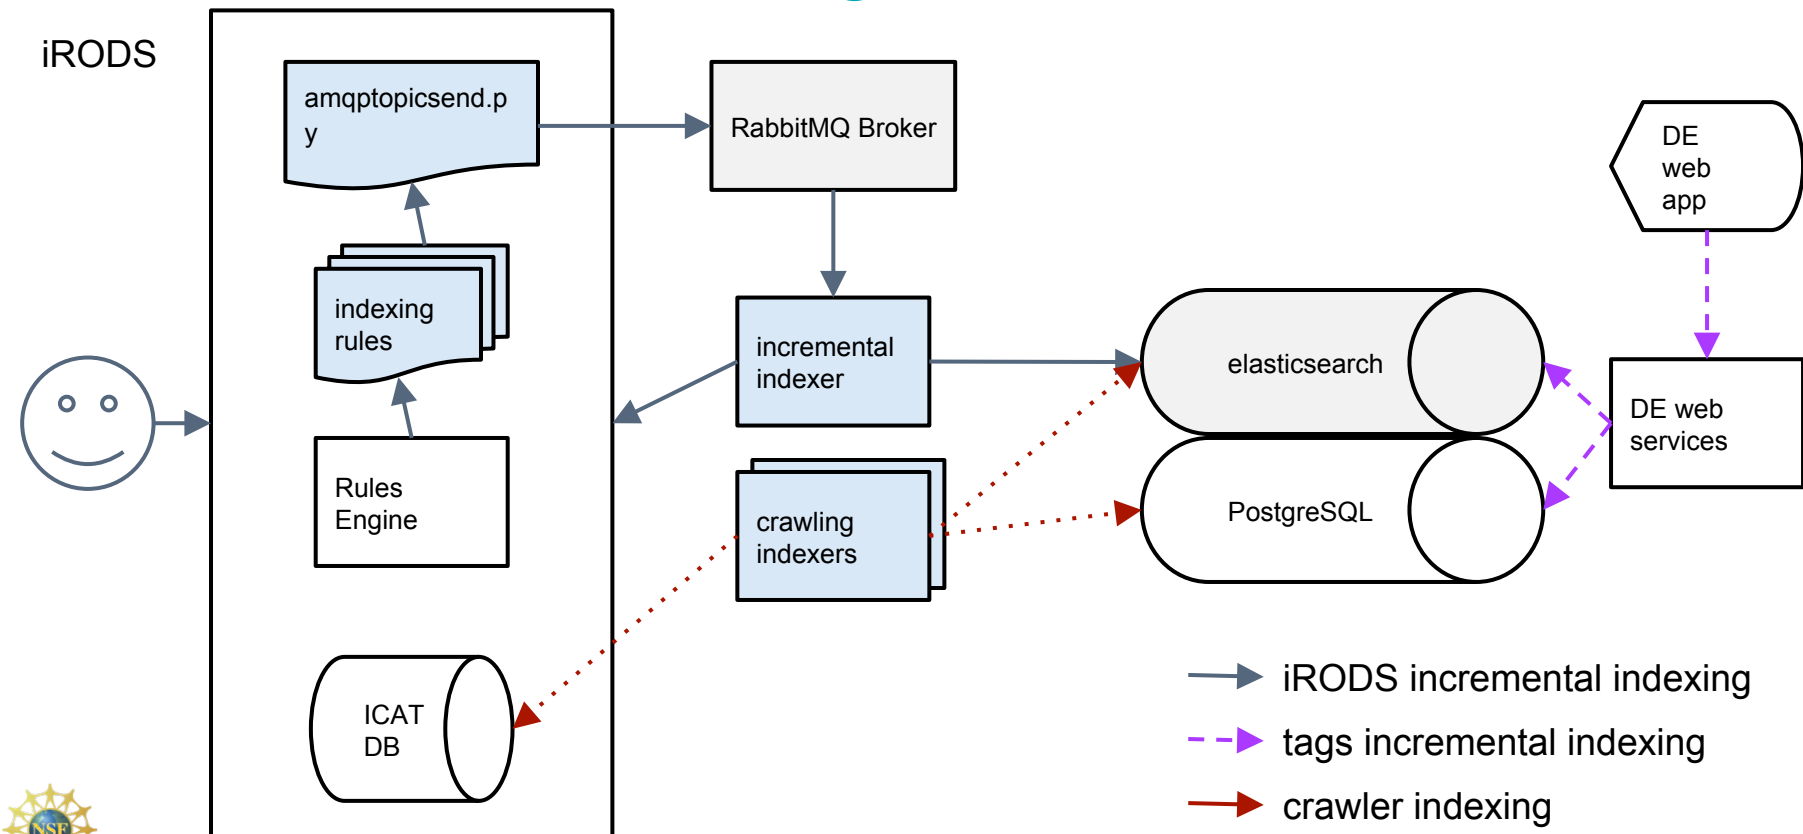 iRODS
amqptopicsend.p
y
RabbitMQ Broker
DE
web
app
indexing
rules
incremental
indexer
elasticsearch
DE web
services
Rules
Engine
crawling
indexers
PostgreSQL
ICAT
DB
iRODS incremental indexing
tags incremental indexing
crawler indexing
NSF